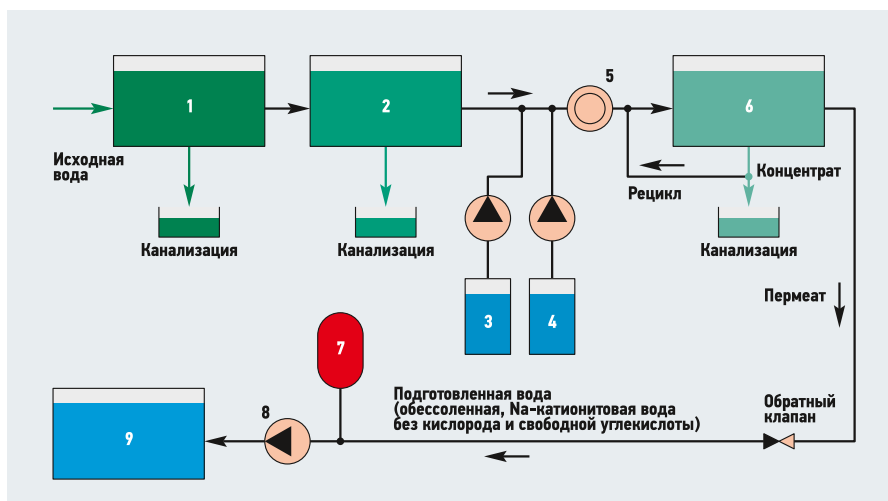 5
1
2
6
Исходная
вода
Концентрат
Рецикл
Канализация
Канализация
Канализация
Пермеат
3
4
7
Подготовленная вода
(обессоленная, Na-катионитовая вода
без кислорода и свободной углекислоты)
Обратный
клапан
8
9